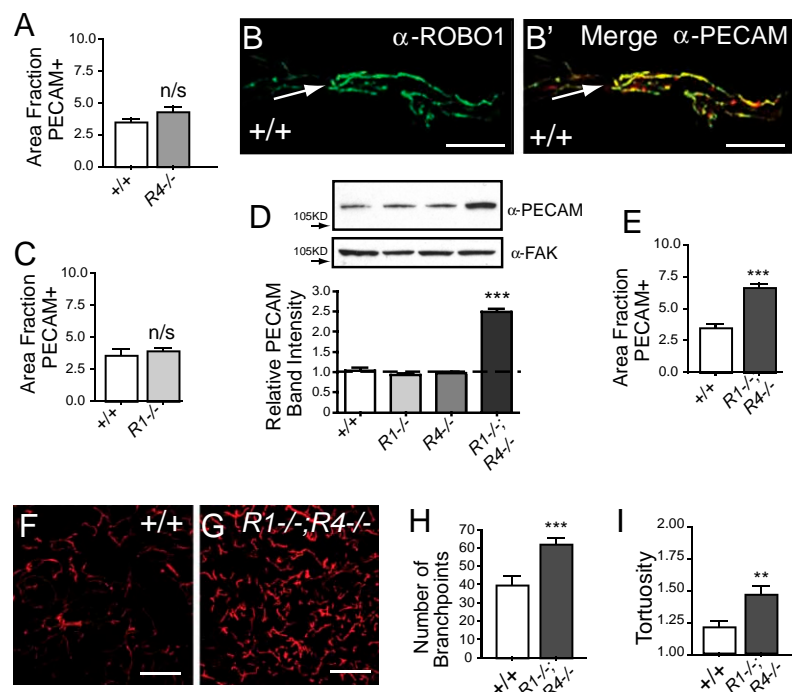 A
Area Fraction
PECAM+
10.0
7.5
5.0
2.5
0.0
n/s
+/+
R4-/-
B
α-ROBO1
+/+
B’
Merge
α-PECAM
+/+
C
Area Fraction
PECAM+
10.0
7.5
5.0
2.5
0.0
n/s
+/+
R1-/-
D
105KD
α-PECAM
105KD
α-FAK
Relative PECAM
Band Intensity
3.0
2.5
2.0
1.5
1.0
0.5
0
***
+/+
R1-/-
R4-/-
R1-/-;
R4-/-
E
Area Fraction
PECAM+
10.0
7.5
5.0
2.5
0.0
***
+/+
R1-/-;
R4-/-
F
+/+
G
R1-/-,R4-/-
H
Number of
Branchpoints
70
60
50
40
30
20
10
0
***
+/+
R1-/-;
R4-/-
I
Tortuosity
2.00
1.75
1.50
1.25
1.00
**
+/+
R1-/-;
R4-/-